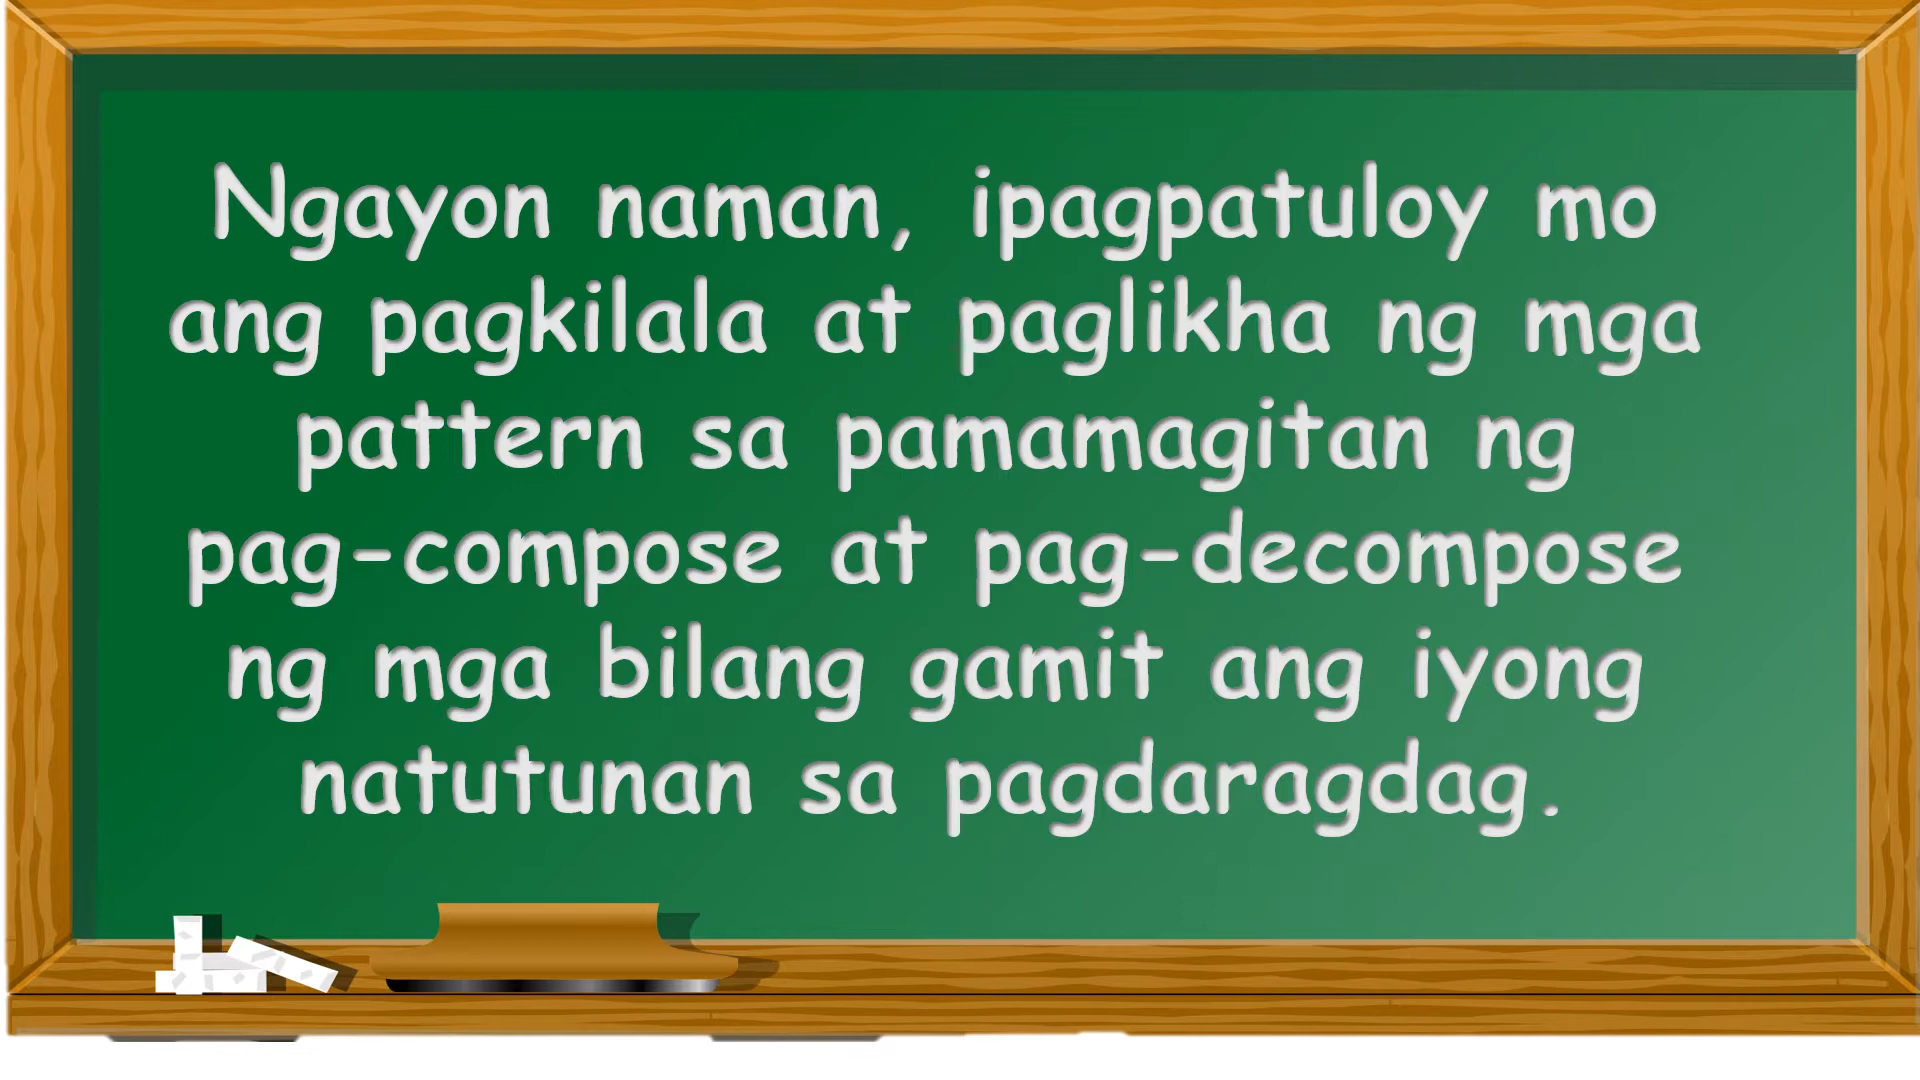 Ngayon naman, ipagpatuloy mo
ang pagkilala at paglikha ng mga
pattern sa pamamagitan ng
pag-compose at pag-decompose
ng mga bilang gamit ang iyong
natutunan sa pagdaragdag.